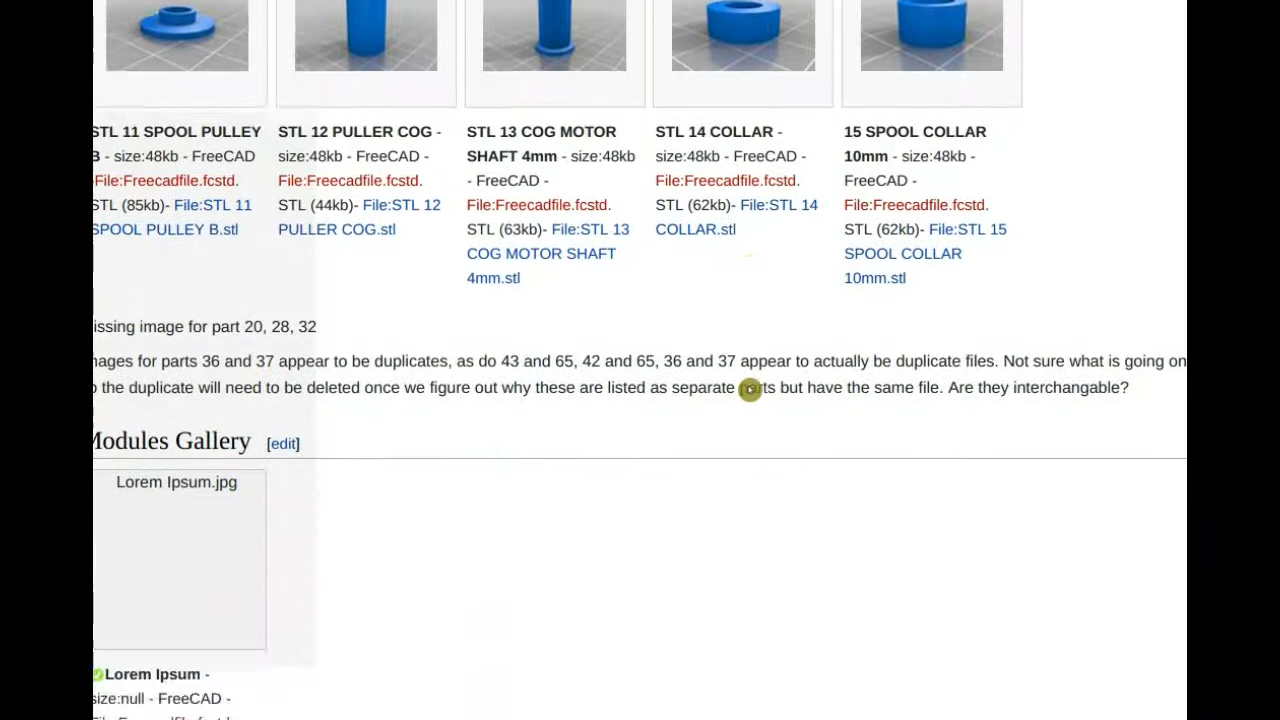 STL 11 SPOOL PULLEY
B - size:48kb - FreeCAD
-File:Freecadfile.fcstd.
STL (85kb)- File:STL 11
SPOOL PULLEY B.stl
STL 12 PULLER COG -
size:48kb - FreeCAD -
File:Freecadfile.fcstd.
STL (44kb)- File:STL 12
PULLER COG.stl
STL 13 COG MOTOR
SHAFT 4mm - size:48kb
- FreeCAD -
File:Freecadfile.fcstd.
STL (63kb)- File:STL 13
COG MOTOR SHAFT
4mm.stl
STL 14 COLLAR -
size:48kb - FreeCAD -
File:Freecadfile.fcstd.
STL (62kb)- File:STL 14
COLLAR.stl
15 SPOOL COLLAR
10mm - size:48kb -
FreeCAD -
File:Freecadfile.fcstd.
STL (62kb)- File:STL 15
SPOOL COLLAR
10mm.stl
issing image for part 20, 28, 32
mages for parts 36 and 37 appear to be duplicates, as do 43 and 65, 42 and 65, 36 and 37 appear to actually be duplicate files. Not sure what is going on
the duplicate will need to be deleted once we figure out why these are listed as separate parts but have the same file. Are they interchangable?
Modules Gallery [edit]
Lorem Ipsum.jpg
Lorem Ipsum -
size:null - FreeCAD -